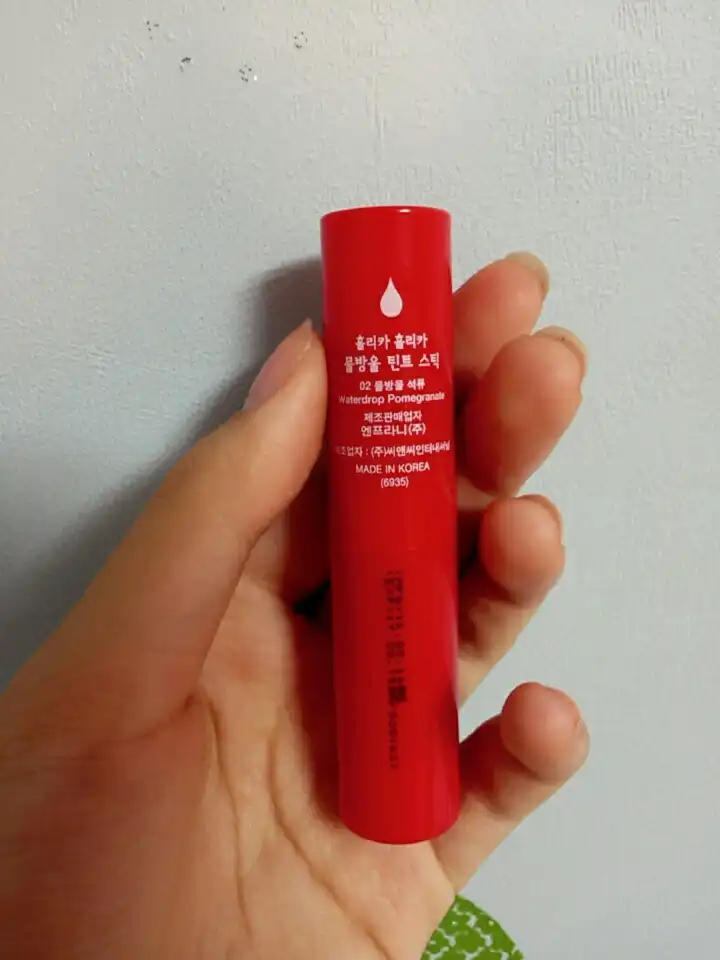 홀리카 홀리카
물방울 틴트 스틱
02 물방울 석류
Waterdrop Pomegranate
제조판매업자
엔프라니(주)
제조업자 : (주)씨앤씨인터내셔널
MADE IN KOREA
(6935)